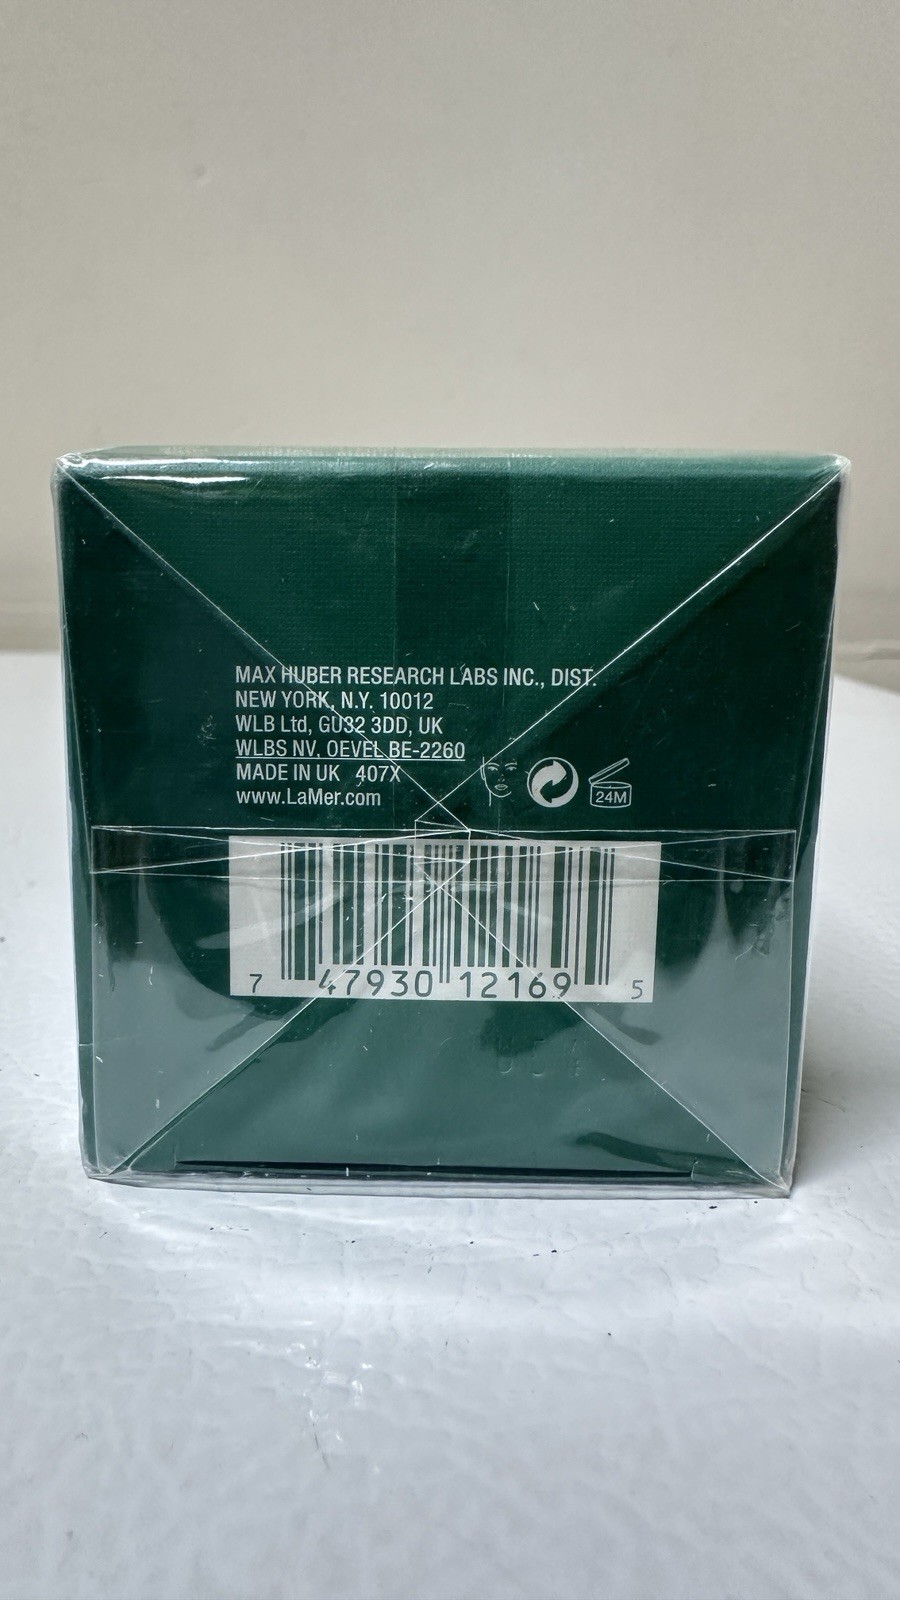 MAX HUBER RESEARCH LABS INC., DIST.
NEW YORK, N.Y. 10012
WLB Ltd, GU32 3DD, UK
WLBS NV, OEVEL BE-2260
MADE IN UK 407X
www.LaMer.com
24M
7 47930 12169 5